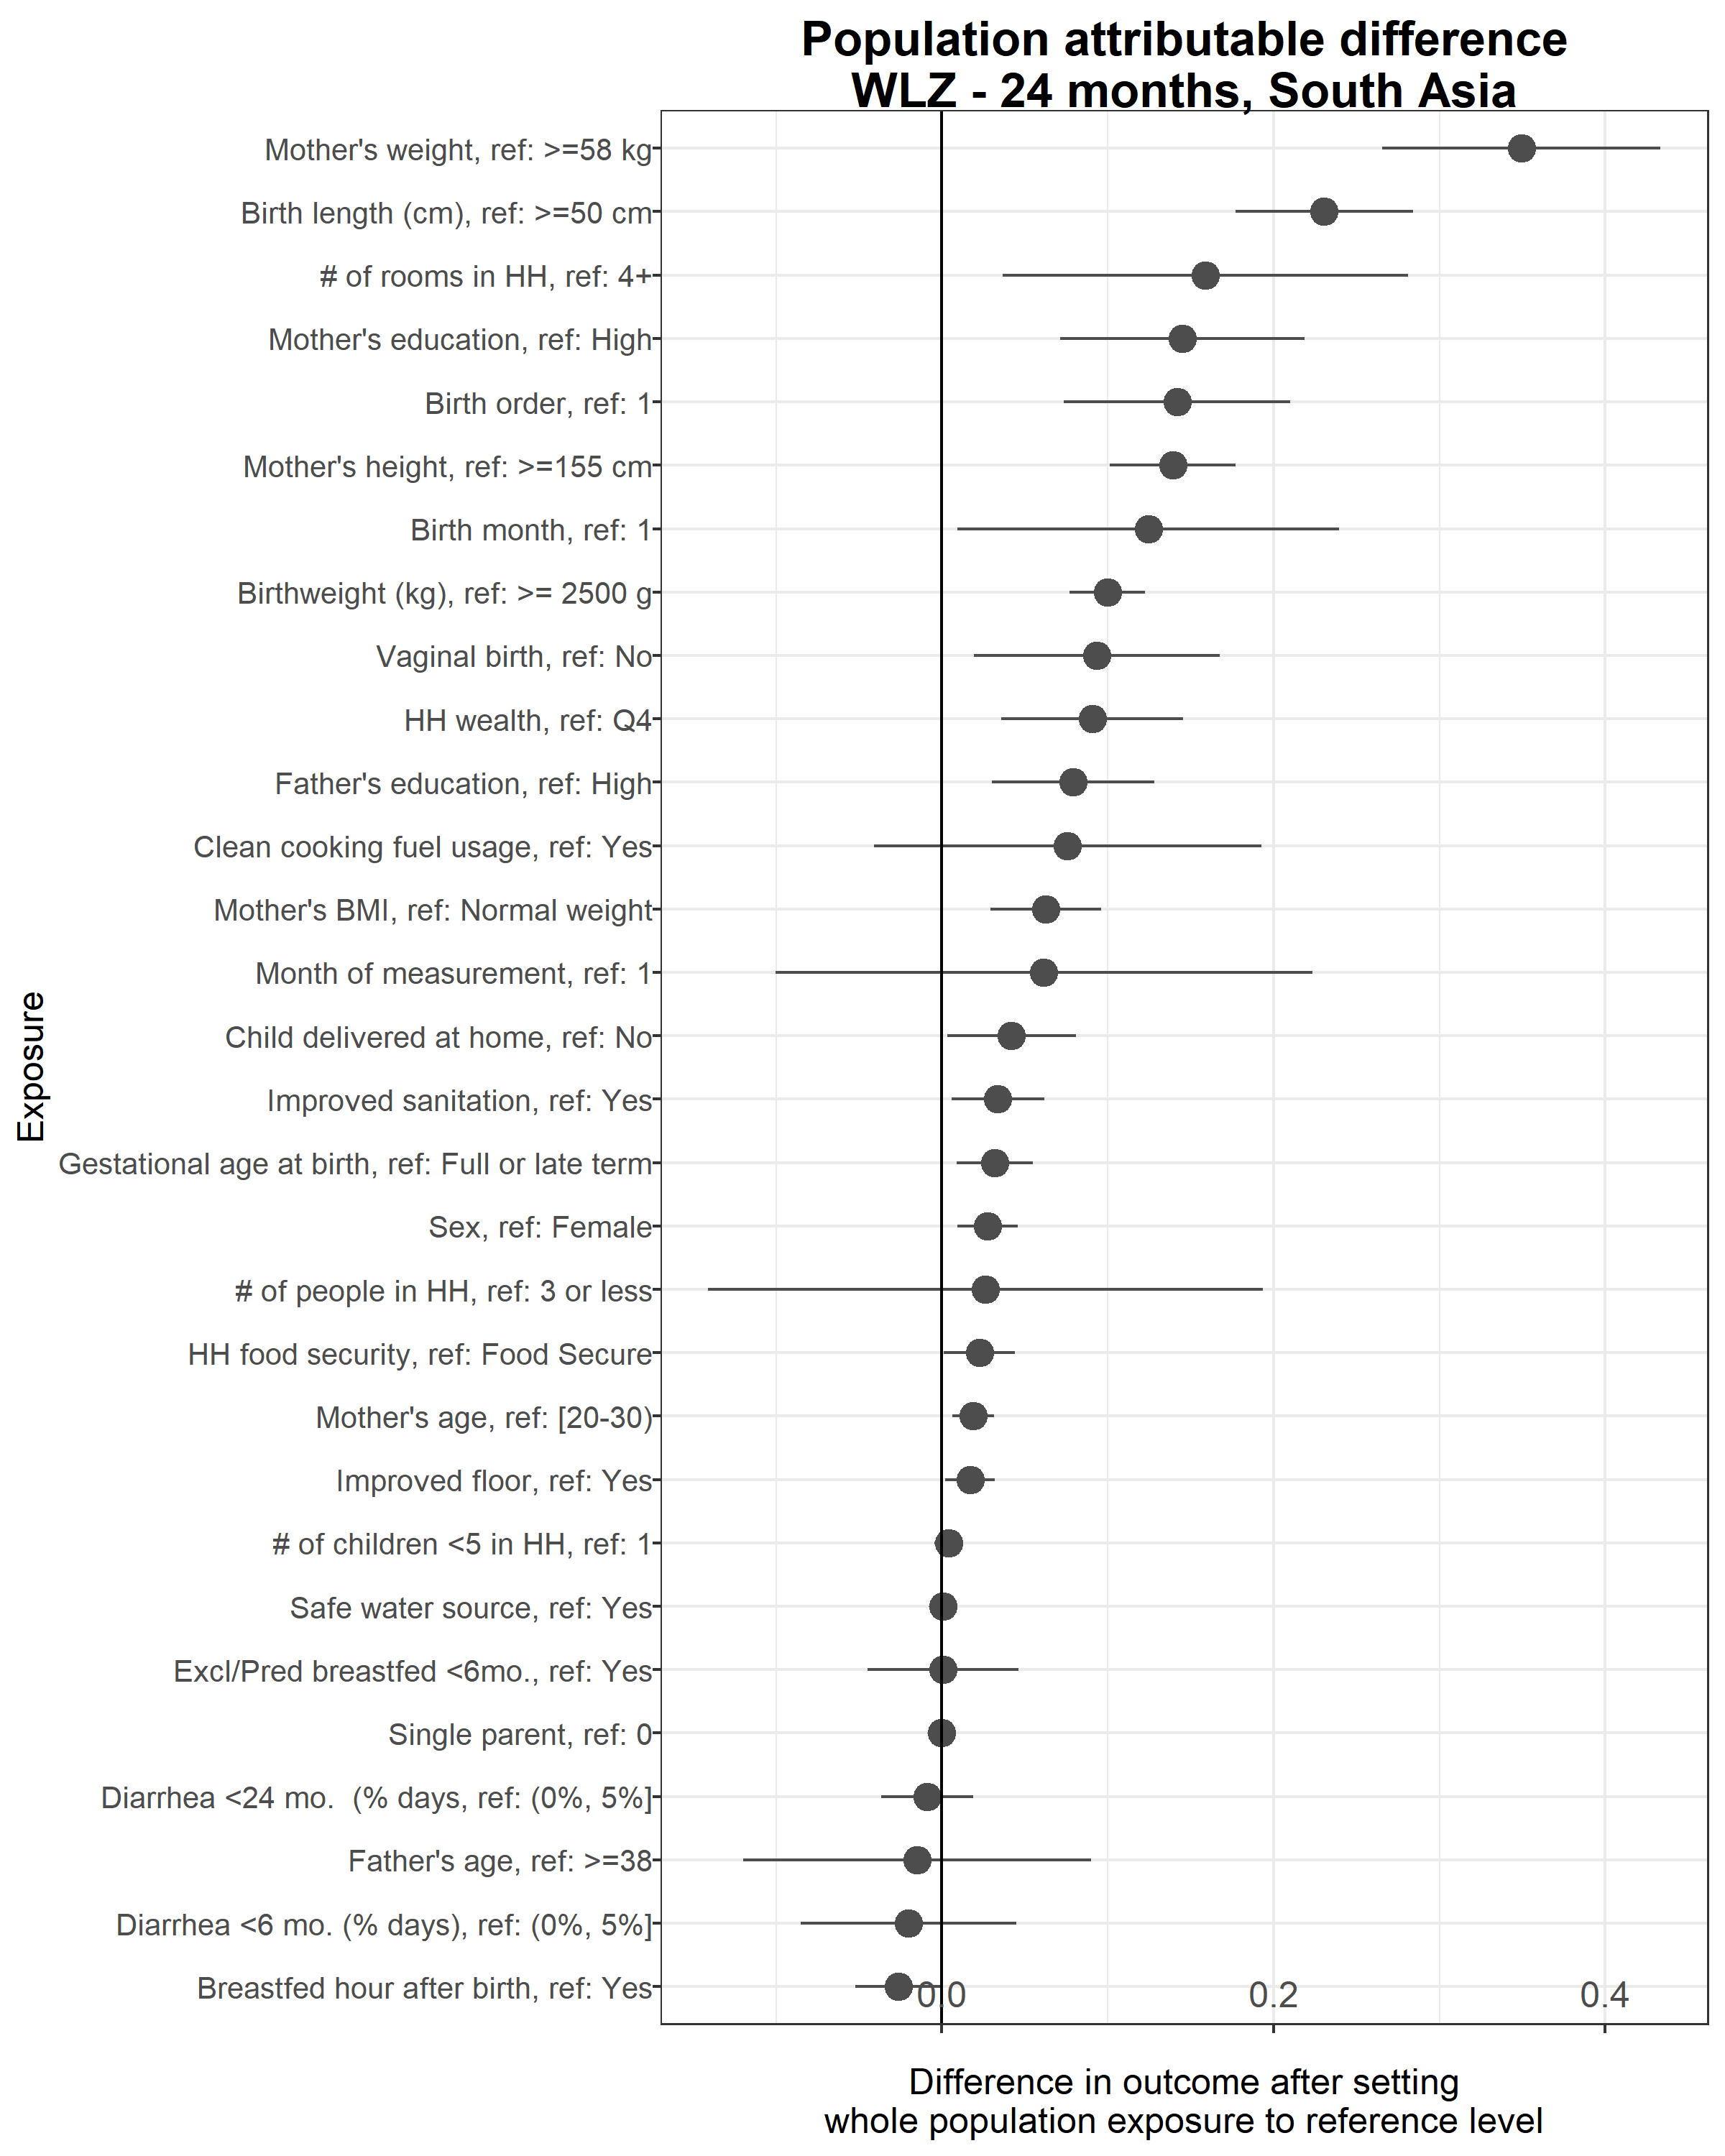 Population attributable difference
WLZ - 24 months, South Asia
Exposure
Mother's weight, ref: >=58 kg
Birth length (cm), ref: >=50 cm
# of rooms in HH, ref: 4+
Mother's education, ref: High
Birth order, ref: 1
Mother's height, ref: >=155 cm
Birth month, ref: 1
Birthweight (kg), ref: >= 2500 g
Vaginal birth, ref: No
HH wealth, ref: Q4
Father's education, ref: High
Clean cooking fuel usage, ref: Yes
Mother's BMI, ref: Normal weight
Month of measurement, ref: 1
Child delivered at home, ref: No
Improved sanitation, ref: Yes
Gestational age at birth, ref: Full or late term
Sex, ref: Female
# of people in HH, ref: 3 or less
HH food security, ref: Food Secure
Mother's age, ref: [20-30)
Improved floor, ref: Yes
# of children <5 in HH, ref: 1
Safe water source, ref: Yes
Excl/Pred breastfed <6mo., ref: Yes
Single parent, ref: 0
Diarrhea <24 mo.  (% days, ref: (0%, 5%]
Father's age, ref: >=38
Diarrhea <6 mo. (% days), ref: (0%, 5%]
Breastfed hour after birth, ref: Yes
0.0 0.2 0.4
Difference in outcome after setting
whole population exposure to reference level